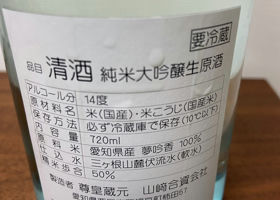 要冷蔵
品目 清酒 純米大吟醸生原酒
アルコール分 14度
原材料名 米(国産)・米こうじ(国産米)
保存方法 必ず冷蔵庫で保存(10℃以下)
内容量 720ml
原料米 愛知県産 夢吟香 100%
仕込水 三ヶ根山麓伏流水(軟水)
精米歩合 50%
製造者 尊皇蔵元 山﨑合資会社